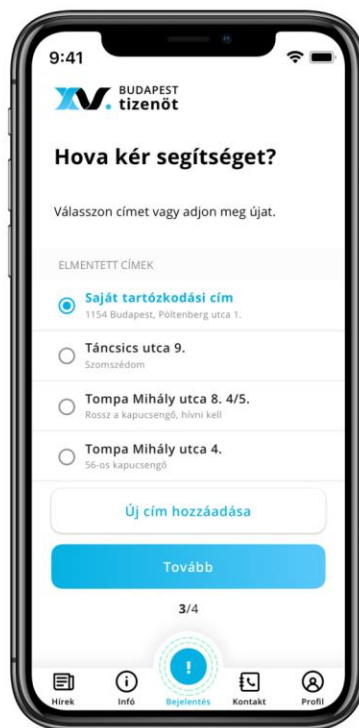 9:41
XV. BUDAPEST
tizenöt
Hova kér segítséget?
Válasszon címet vagy adjon meg újat.
ELMENTETT CÍMEK
Saját tartózkodási cím
1154 Budapest, Pöltenberg utca 1.
Táncsics utca 9.
Szomszédom
Tompa Mihály utca 8. 4/5.
Rossz a kapucsengő, hívni kell
Tompa Mihály utca 4.
56-os kapucsengő
Új cím hozzáadása
Tovább
3/4
Hírek Infó Bejelentés Kontakt Profil